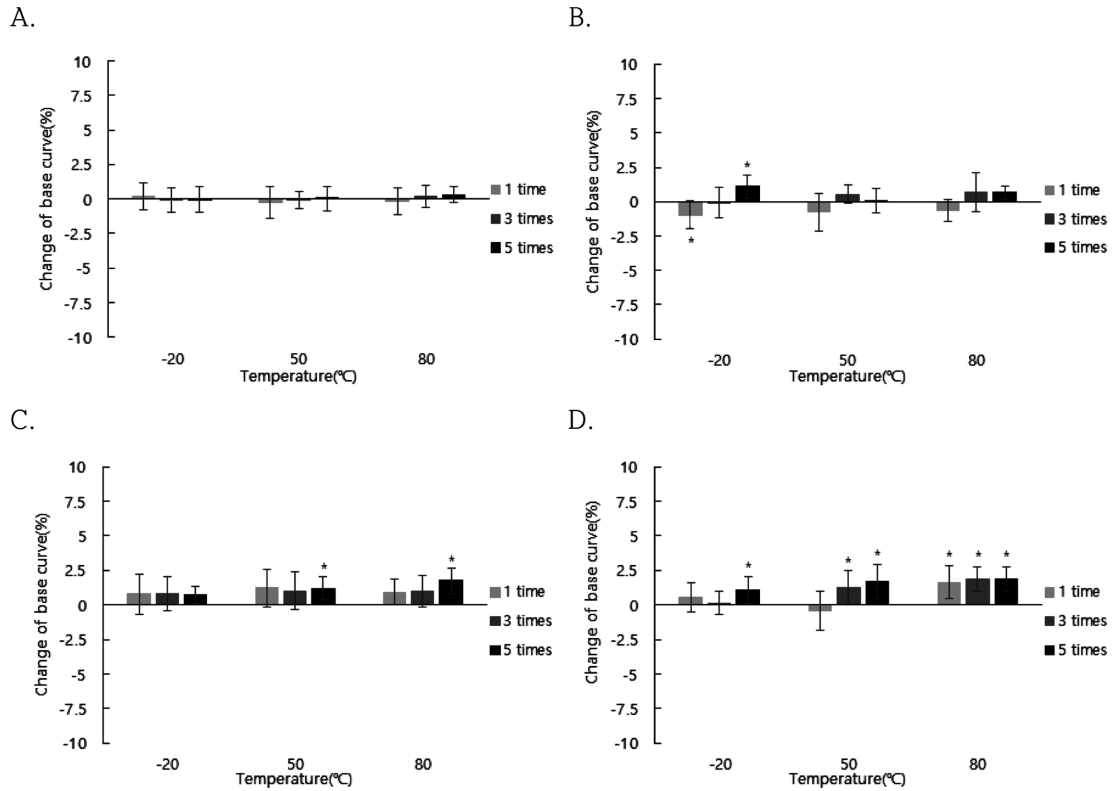 A.
Change of base curve(%)
10
7.5
5
2.5
0
-2.5
-5
-7.5
-10
-20
50
80
Temperature(℃)
1 time
3 times
5 times
B.
Change of base curve(%)
10
7.5
5
2.5
0
-2.5
-5
-7.5
-10
*
*
-20
50
80
Temperature(℃)
1 time
3 times
5 times
C.
Change of base curve(%)
10
7.5
5
2.5
0
-2.5
-5
-7.5
-10
*
*
-20
50
80
Temperature(℃)
1 time
3 times
5 times
D.
Change of base curve(%)
10
7.5
5
2.5
0
-2.5
-5
-7.5
-10
*
* *
* * *
-20
50
80
Temperature(℃)
1 time
3 times
5 times